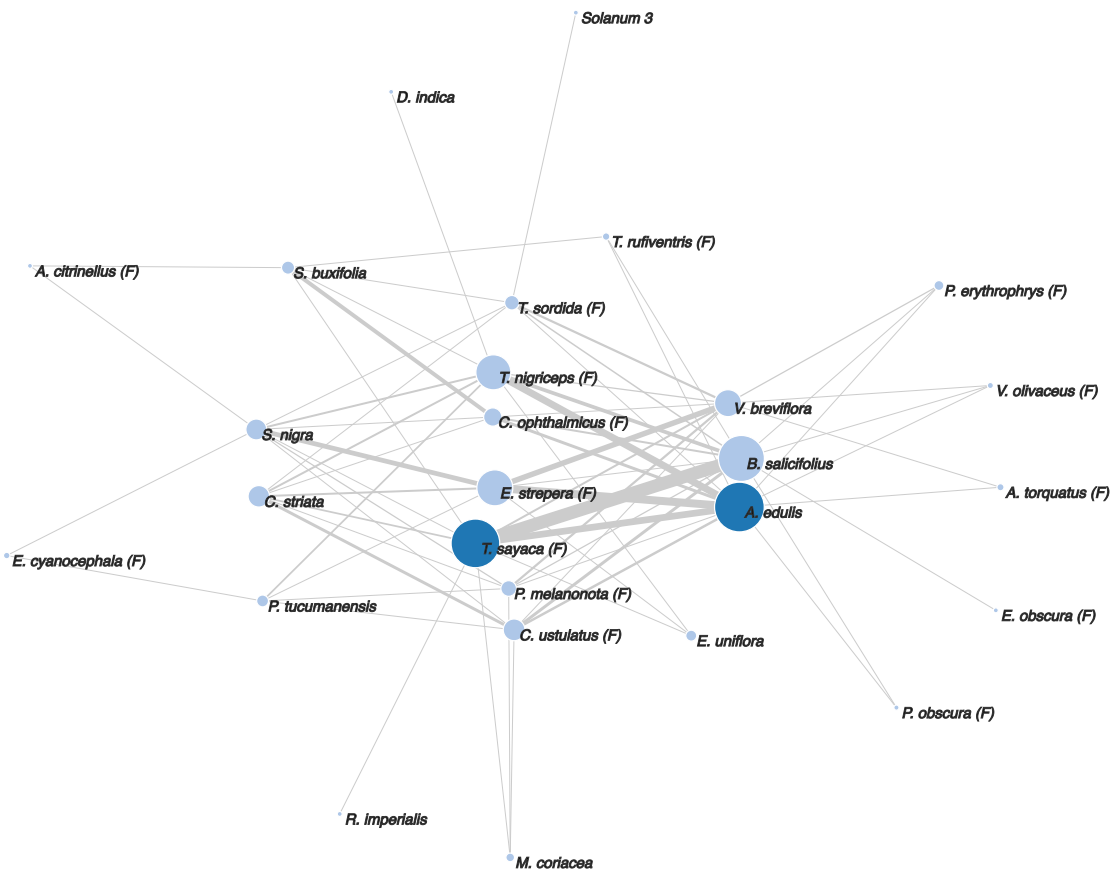 Solanum 3
D. indica
T. rufiventris (F)
A. citrinellus (F)
S. buxifolia
P. erythrophrys (F)
T. sordida (F)
T. nigriceps (F)
V. olivaceus (F)
V. breviflora
C. ophthalmicus (F)
S. nigra
B. salicifolius
E. strepera (F)
A. torquatus (F)
C. striata
A. edulis
T. sayaca (F)
E. cyanocephala (F)
P. melanonota (F)
P. tucumanensis
E. obscura (F)
C. ustulatus (F)
E. uniflora
P. obscura (F)
R. imperialis
M. coriacea